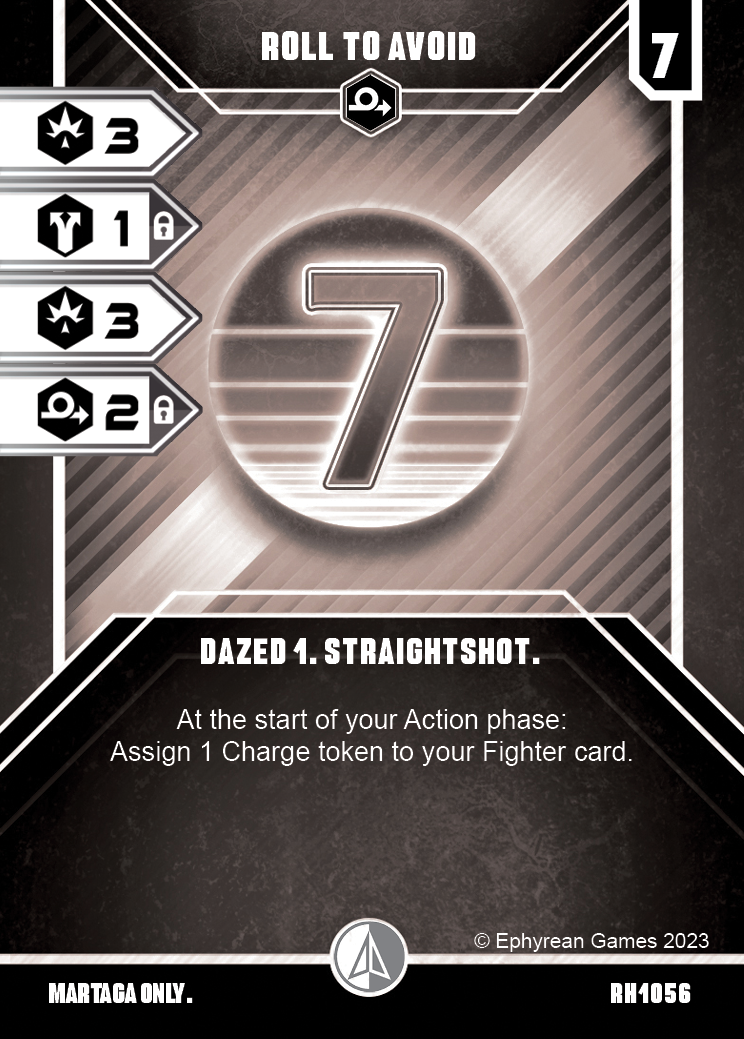 ROLL TO AVOID
7
3
1
3
2
7
DAZED 1. STRAIGHTSHOT.
At the start of your Action phase:
Assign 1 Charge token to your Fighter card.
© Ephyrean Games 2023
MARTAGA ONLY.
RH1056